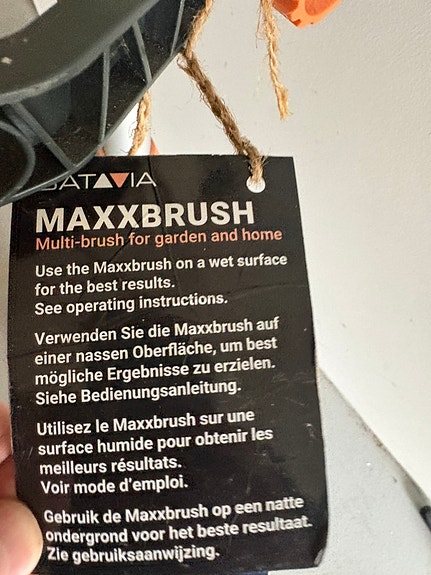 BATAVIA
MAXXBRUSH
Multi-brush for garden and home
Use the Maxxbrush on a wet surface
for the best results.
See operating instructions.
Verwenden Sie die Maxxbrush auf
einer nassen Oberfläche, um best
mögliche Ergebnisse zu erzielen.
Siehe Bedienungsanleitung.
Utilisez le Maxxbrush sur une
surface humide pour obtenir les
meilleurs résultats.
Voir mode d'emploi.
Gebruik de Maxxbrush op een natte
ondergrond voor het beste resultaat.
Zie gebruiksaanwijzing.